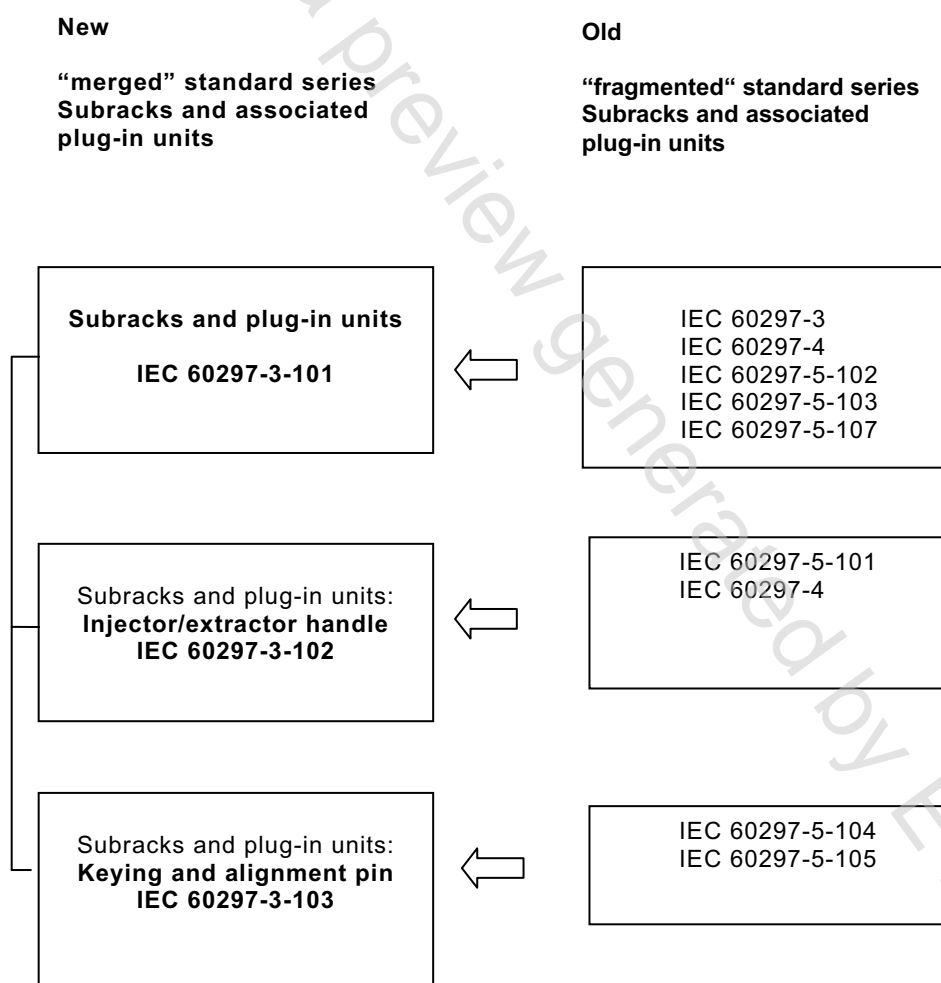 New
“merged” standard series
Subracks and associated
plug-in units
Old
“fragmented“ standard series
Subracks and associated
plug-in units
Subracks and plug-in units
IEC 60297-3-101
IEC 60297-3
IEC 60297-4
IEC 60297-5-102
IEC 60297-5-103
IEC 60297-5-107
Subracks and plug-in units:
Injector/extractor handle
IEC 60297-3-102
IEC 60297-5-101
IEC 60297-4
Subracks and plug-in units:
Keying and alignment pin
IEC 60297-3-103
IEC 60297-5-104
IEC 60297-5-105
a preview generated by E